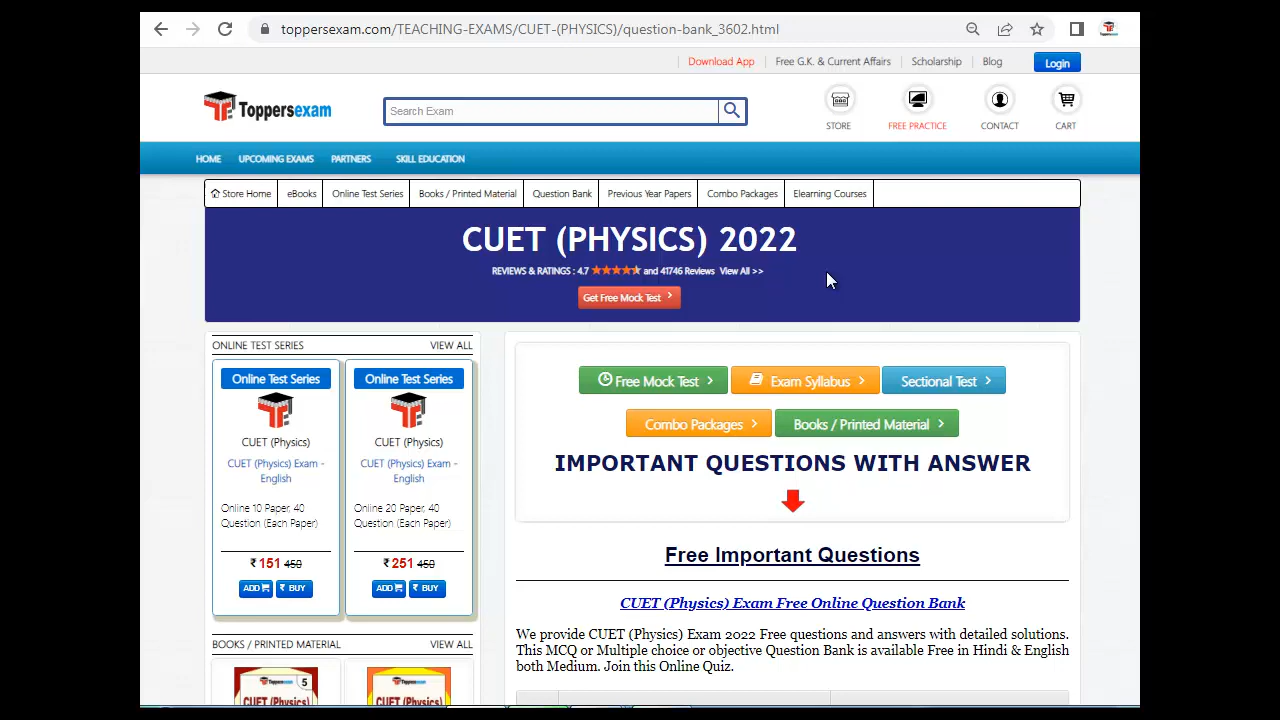 toppersexam.com/TEACHING-EXAMS/CUET-(PHYSICS)/question-bank_3602.html
Download App Free G.K. & Current Affairs Scholarship Blog Login
Toppersexam
Search Exam
STORE FREE PRACTICE CONTACT CART
HOME UPCOMING EXAMS PARTNERS SKILL EDUCATION
Store Home eBooks Online Test Series Books / Printed Material Question Bank Previous Year Papers Combo Packages Elearning Courses
CUET (PHYSICS) 2022
REVIEWS & RATINGS : 4.7 and 41746 Reviews View All >>
Get Free Mock Test
ONLINE TEST SERIES VIEW ALL
Online Test Series
CUET (Physics)
CUET (Physics) Exam -
English
Online 10 Paper, 40
Question (Each Paper)
₹ 151 450
ADD ₹ BUY
Online Test Series
CUET (Physics)
CUET (Physics) Exam -
English
Online 20 Paper, 40
Question (Each Paper)
₹ 251 450
ADD ₹ BUY
BOOKS / PRINTED MATERIAL VIEW ALL
Toppersexam 5
CUET (Physics)
Toppersexam
CUET (Physics)
Free Mock Test Exam Syllabus Sectional Test
Combo Packages Books / Printed Material
IMPORTANT QUESTIONS WITH ANSWER
Free Important Questions
CUET (Physics) Exam Free Online Question Bank
We provide CUET (Physics) Exam 2022 Free questions and answers with detailed solutions.
This MCQ or Multiple choice or objective Question Bank is available Free in Hindi & English
both Medium. Join this Online Quiz.